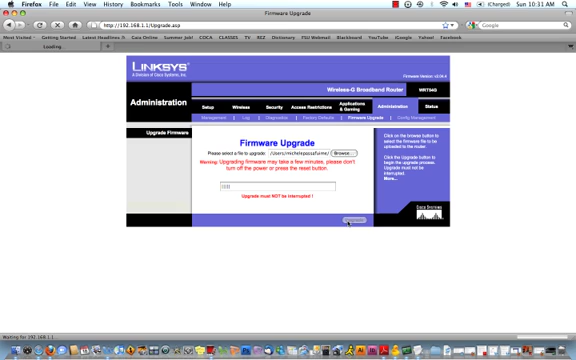 Firefox File Edit View History Bookmarks Tools Window Help
(Charged) Sun 10:31 AM
Firmware Upgrade
http://192.168.1.1/Upgrade.asp
Google
Most Visited Getting Started Latest Headlines Cara Online Summer Job! COCA CLASSES TV REZ Dictionary FSU Webmail Blackboard YouTube iGoogle Yahoo! Facebook
Loading...
LINKSYS
A Division of Cisco Systems, Inc.
Firmware Version:
Wireless-G Broadband Router WRT54G
Administration
Setup Wireless Security Access Restrictions Applications & Gaming Administration Status
Management | Log | Diagnostics | Factory Defaults | Firmware Upgrade | Config Management
Upgrade Firmware
Firmware Upgrade
Please select a file to upgrade: Browse...
Warning: Upgrading firmware may take a few minutes, please don't
turn off the power or press the reset button.
Upgrade must NOT be interrupted !
Click on the browse button to
select the firmware file to be
uploaded to the router.
Click the Upgrade button to
begin the upgrade process.
Upgrade must not be
interrupted.
More...
Upgrade
CISCO SYSTEMS
Waiting for 192.168.1.1...